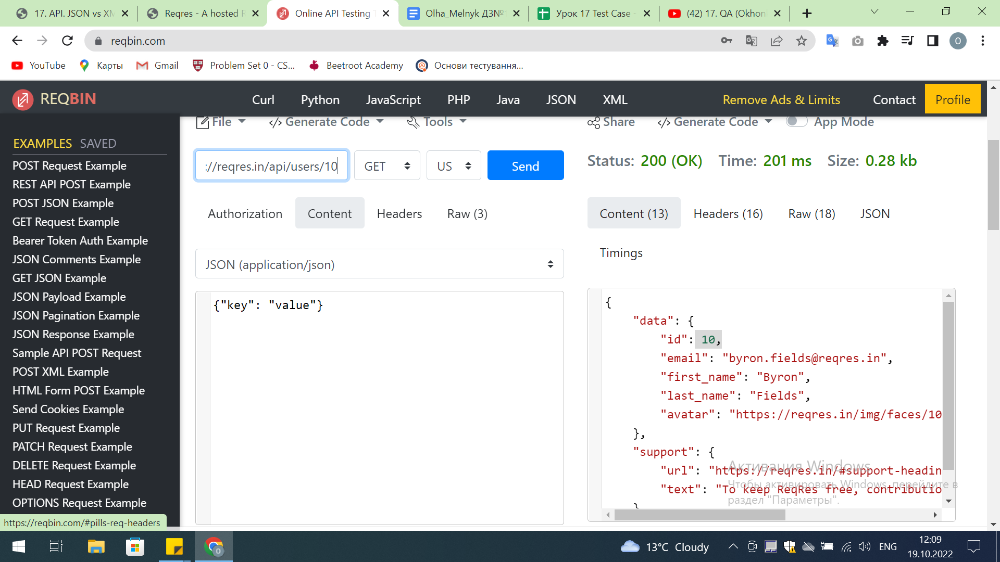 17. API. JSON vs XM
Reqres - A hosted R
Online API Testing T
Olha_Melnyk ДЗ№
Урок 17 Test Case -
(42) 17. QA (Okhon
reqbin.com
O
YouTube
Карты
Gmail
Problem Set 0 - CS...
Beetroot Academy
Основи тестування...
REQBIN
Curl
Python
JavaScript
PHP
Java
JSON
XML
Remove Ads & Limits
Contact
Profile
File
</> Generate Code
Tools
Share
</> Generate Code
App Mode
EXAMPLES SAVED
POST Request Example
REST API POST Example
POST JSON Example
GET Request Example
Bearer Token Auth Example
JSON Comments Example
GET JSON Example
JSON Payload Example
JSON Pagination Example
JSON Response Example
Sample API POST Request
POST XML Example
HTML Form POST Example
Send Cookies Example
PUT Request Example
PATCH Request Example
DELETE Request Example
HEAD Request Example
OPTIONS Request Example
https://reqbin.com/#pills-req-headers
://reqres.in/api/users/10
GET
US
Send
Authorization
Content
Headers
Raw (3)
JSON (application/json)
{"key": "value"}
Status: 200 (OK) Time: 201 ms Size: 0.28 kb
Content (13)
Headers (16)
Raw (18)
JSON
Timings
{
"data": {
"id": 10,
"email": "byron.fields@reqres.in",
"first_name": "Byron",
"last_name": "Fields",
"avatar": "https://reqres.in/img/faces/10
},
"support": {
"url": "https://reqres.in/#support-headin
"text": "To keep ReqRes free, contributio
}
Активация Windows
Чтобы активировать Windows, перейдите в
раздел "Параметры".
13°C Cloudy
ENG
12:09
19.10.2022